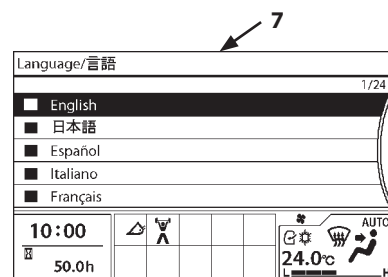 7
Language/言語
1/24
English
日本語
Español
Italiano
Français
10:00
50.0h
AUTO
24.0℃
L H